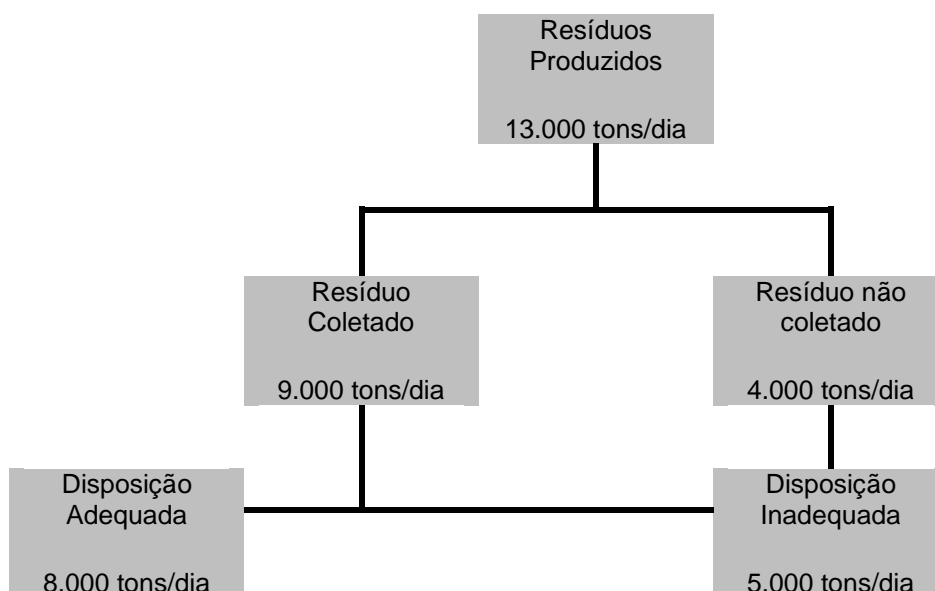 Resíduos
Produzidos
13.000 tons/dia
Resíduo
Coletado
9.000 tons/dia
Resíduo não
coletado
4.000 tons/dia
Disposição
Adequada
8.000 tons/dia
Disposição
Inadequada
5.000 tons/dia